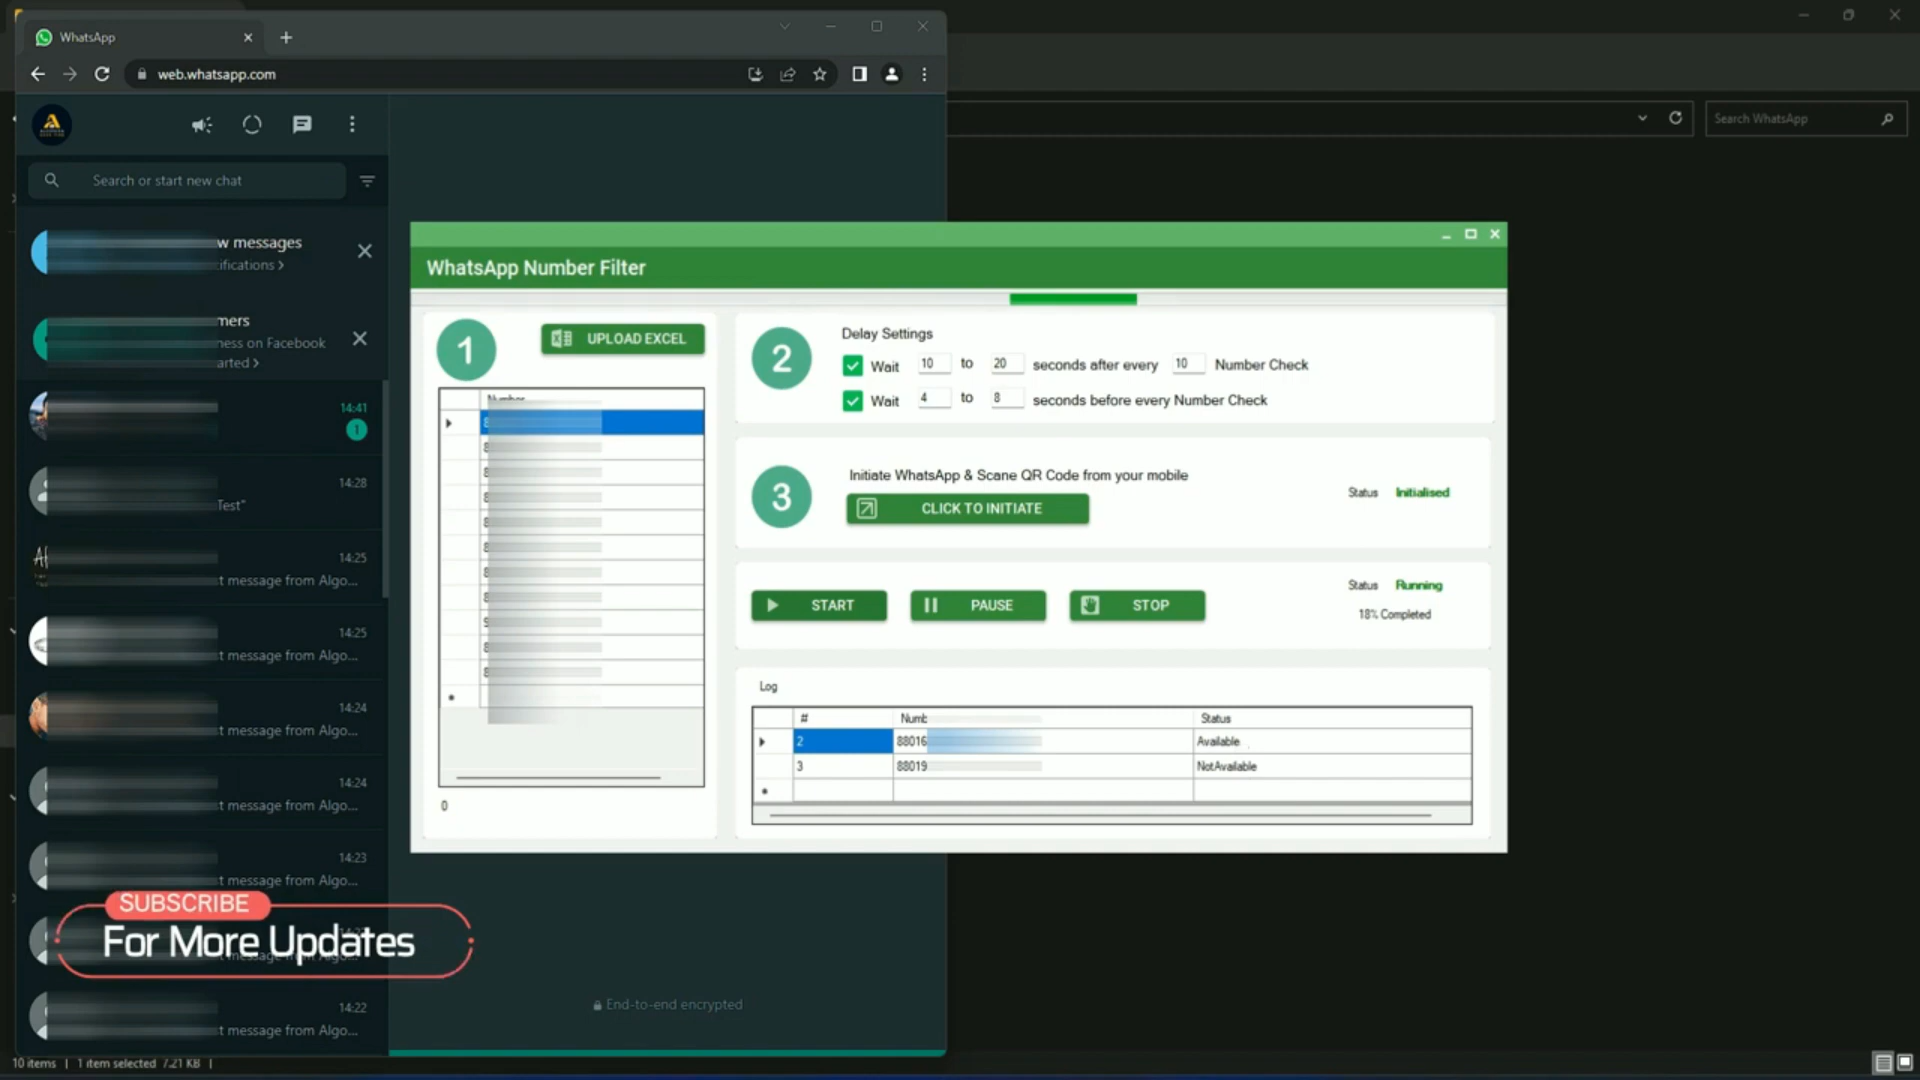 WhatsApp
web.whatsapp.com
Search WhatsApp
Search or start new chat
w messages
ifications >
mers
ness on Facebook
arted >
14:41
1
14:28
Test"
14:25
t message from Algo...
14:25
t message from Algo...
14:24
t message from Algo...
14:24
t message from Algo...
14:23
t message from Algo...
14:22
t message from Algo...
WhatsApp Number Filter
1
UPLOAD EXCEL
Number
0
2
Delay Settings
Wait 10 to 20 seconds after every 10 Number Check
Wait 4 to 8 seconds before every Number Check
3
Initiate WhatsApp & Scane QR Code from your mobile
CLICK TO INITIATE
Status Initialised
START
PAUSE
STOP
Status Running
18% Completed
Log
# Numb Status
2 88016 Available
3 88019 NotAvailable
SUBSCRIBE
For More Updates
End-to-end encrypted
10 items | 1 item selected 7.21 KB |